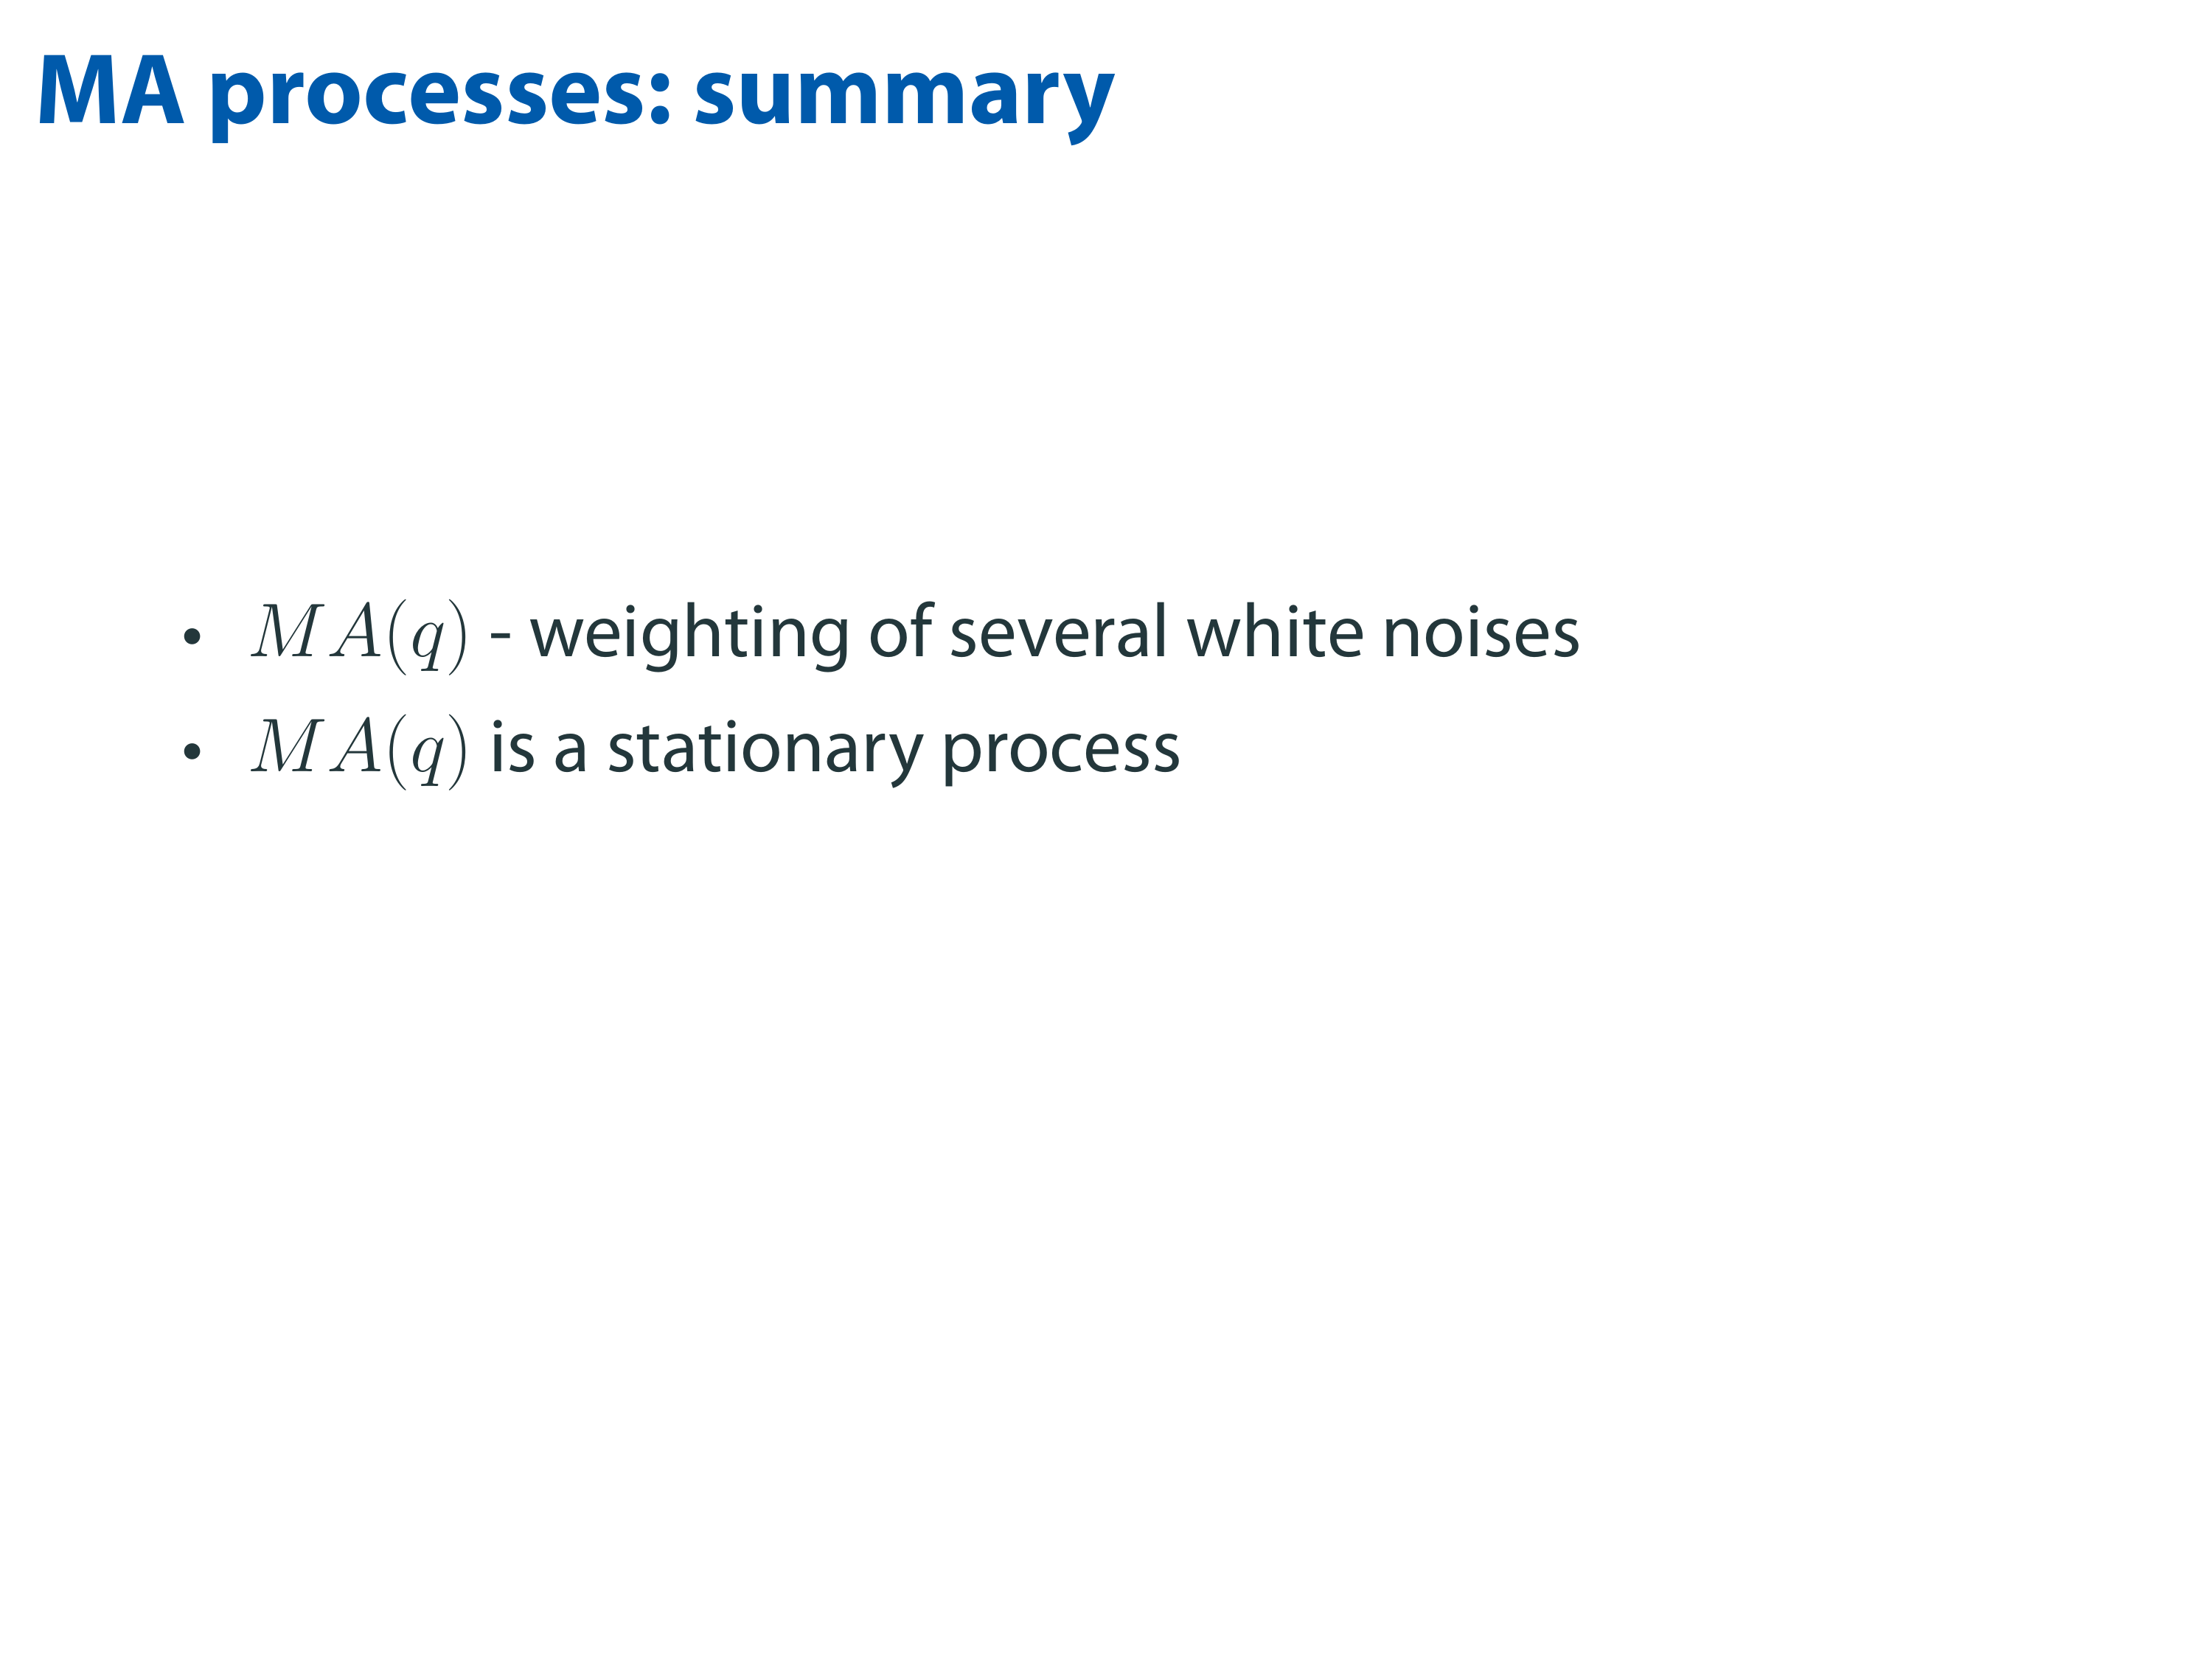 MA processes: summary
• MA(q) - weighting of several white noises
• MA(q) is a stationary process